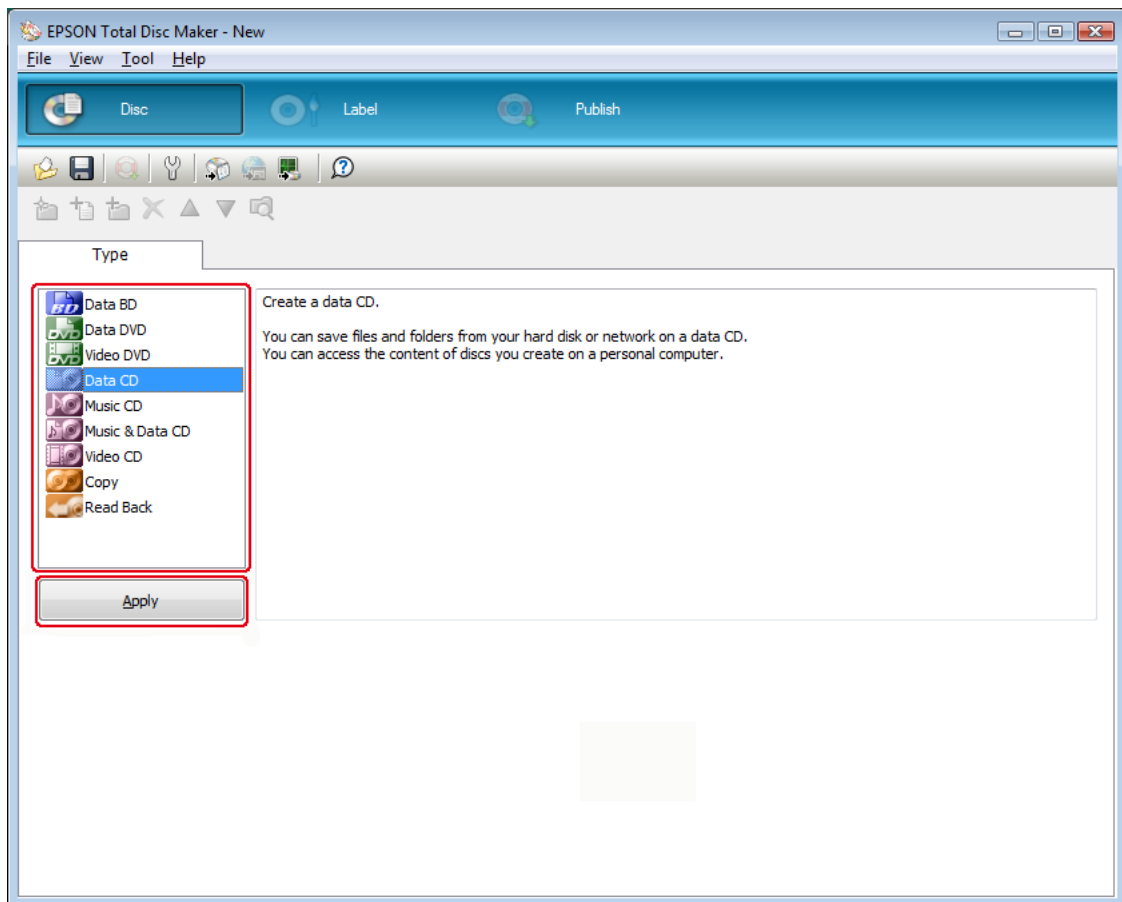 EPSON Total Disc Maker - New
File View Tool Help
Disc Label Publish
Type
Data BD
Data DVD
Video DVD
Data CD
Music CD
Music & Data CD
Video CD
Copy
Read Back
Apply
Create a data CD.
You can save files and folders from your hard disk or network on a data CD.
You can access the content of discs you create on a personal computer.